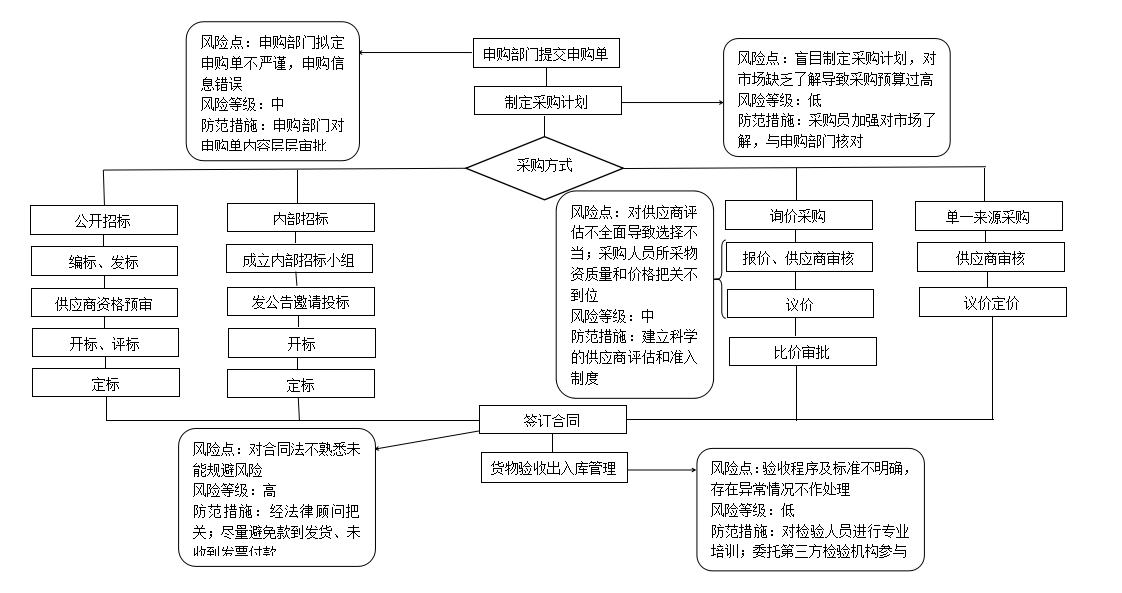 风险点：申购部门拟定
申购单不严谨，申购信
息错误
风险等级：中
防范措施：申购部门对
申购单内容层层审批
申购部门提交申购单
制定采购计划
风险点：盲目制定采购计划，对
市场缺乏了解导致采购预算过高
风险等级：低
防范措施：采购员加强对市场了
解，与申购部门核对
采购方式
公开招标
编标、发标
供应商资格预审
开标、评标
定标
内部招标
成立内部招标小组
发公告邀请投标
开标
定标
风险点：对供应商评
估不全面导致选择不
当；采购人员所采物
资质量和价格把关不
到位
风险等级：中
防范措施：建立科学
的供应商评估和准入
制度
询价采购
报价、供应商审核
议价
比价审批
单一来源采购
供应商审核
议价定价
签订合同
货物验收出入库管理
风险点：对合同法不熟悉未
能规避风险
风险等级：高
防范措施：经法律顾问把
关；尽量避免款到发货、未
收到发票付款
风险点：验收程序及标准不明确，
存在异常情况不作处理
风险等级：低
防范措施：对检验人员进行专业
培训；委托第三方检验机构参与